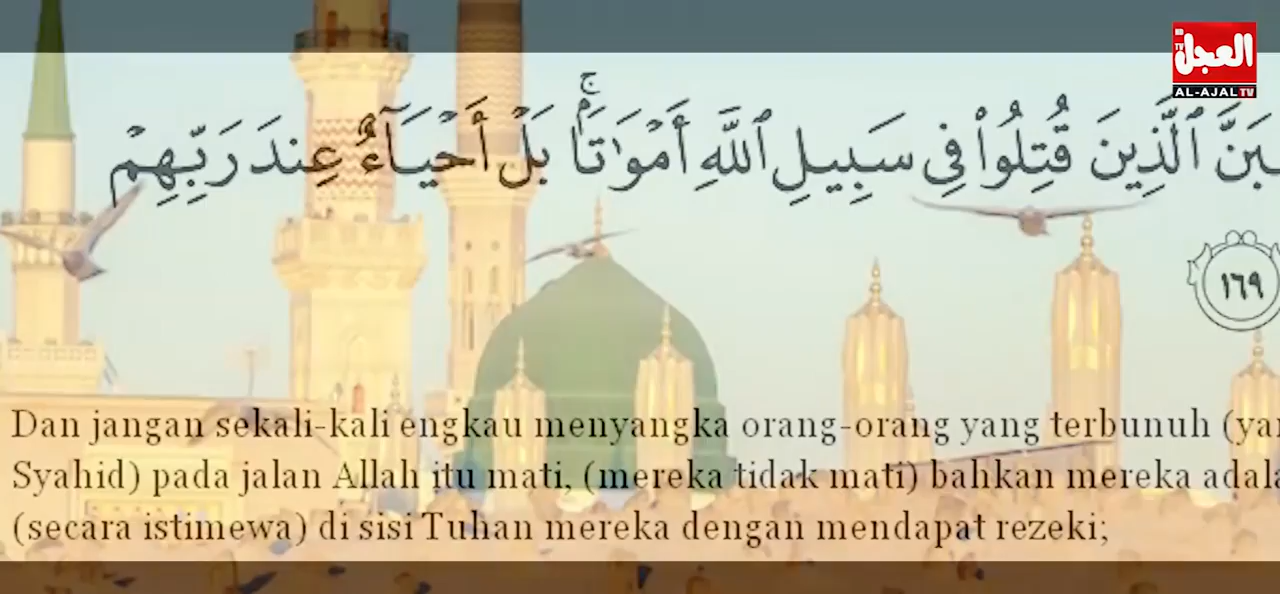 العجل
AL-AJAL TV
ٱلَّذِينَ قُتِلُوا۟ فِى سَبِيلِ ٱللَّهِ أَمْوَٰتًۢا ۚ بَلْ أَحْيَآءٌ عِندَ رَبِّهِمْ
١٦٩
Dan jangan sekali-kali engkau menyangka orang-orang yang terbunuh
Syahid) pada jalan Allah itu mati, (mereka tidak mati) bahkan mereka
(secara istimewa) di sisi Tuhan mereka dengan mendapat rezeki;